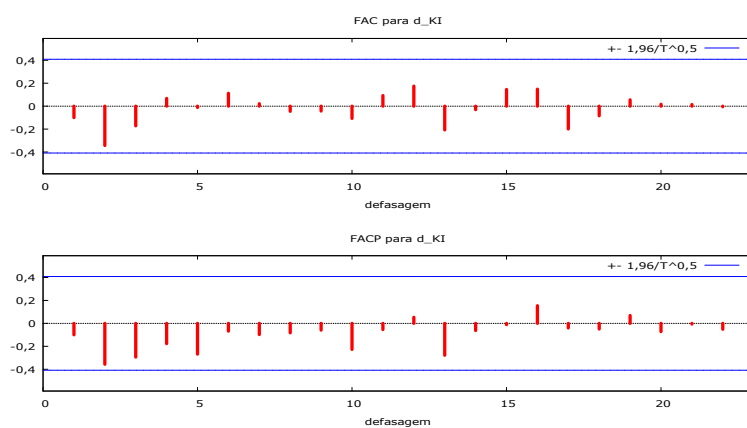 FAC para d_KI
+- 1,96/T^0,5
0,4
0,2
0
-0,2
-0,4
0 5 10 15 20
defasagem
FACP para d_KI
+- 1,96/T^0,5
0,4
0,2
0
-0,2
-0,4
0 5 10 15 20
defasagem